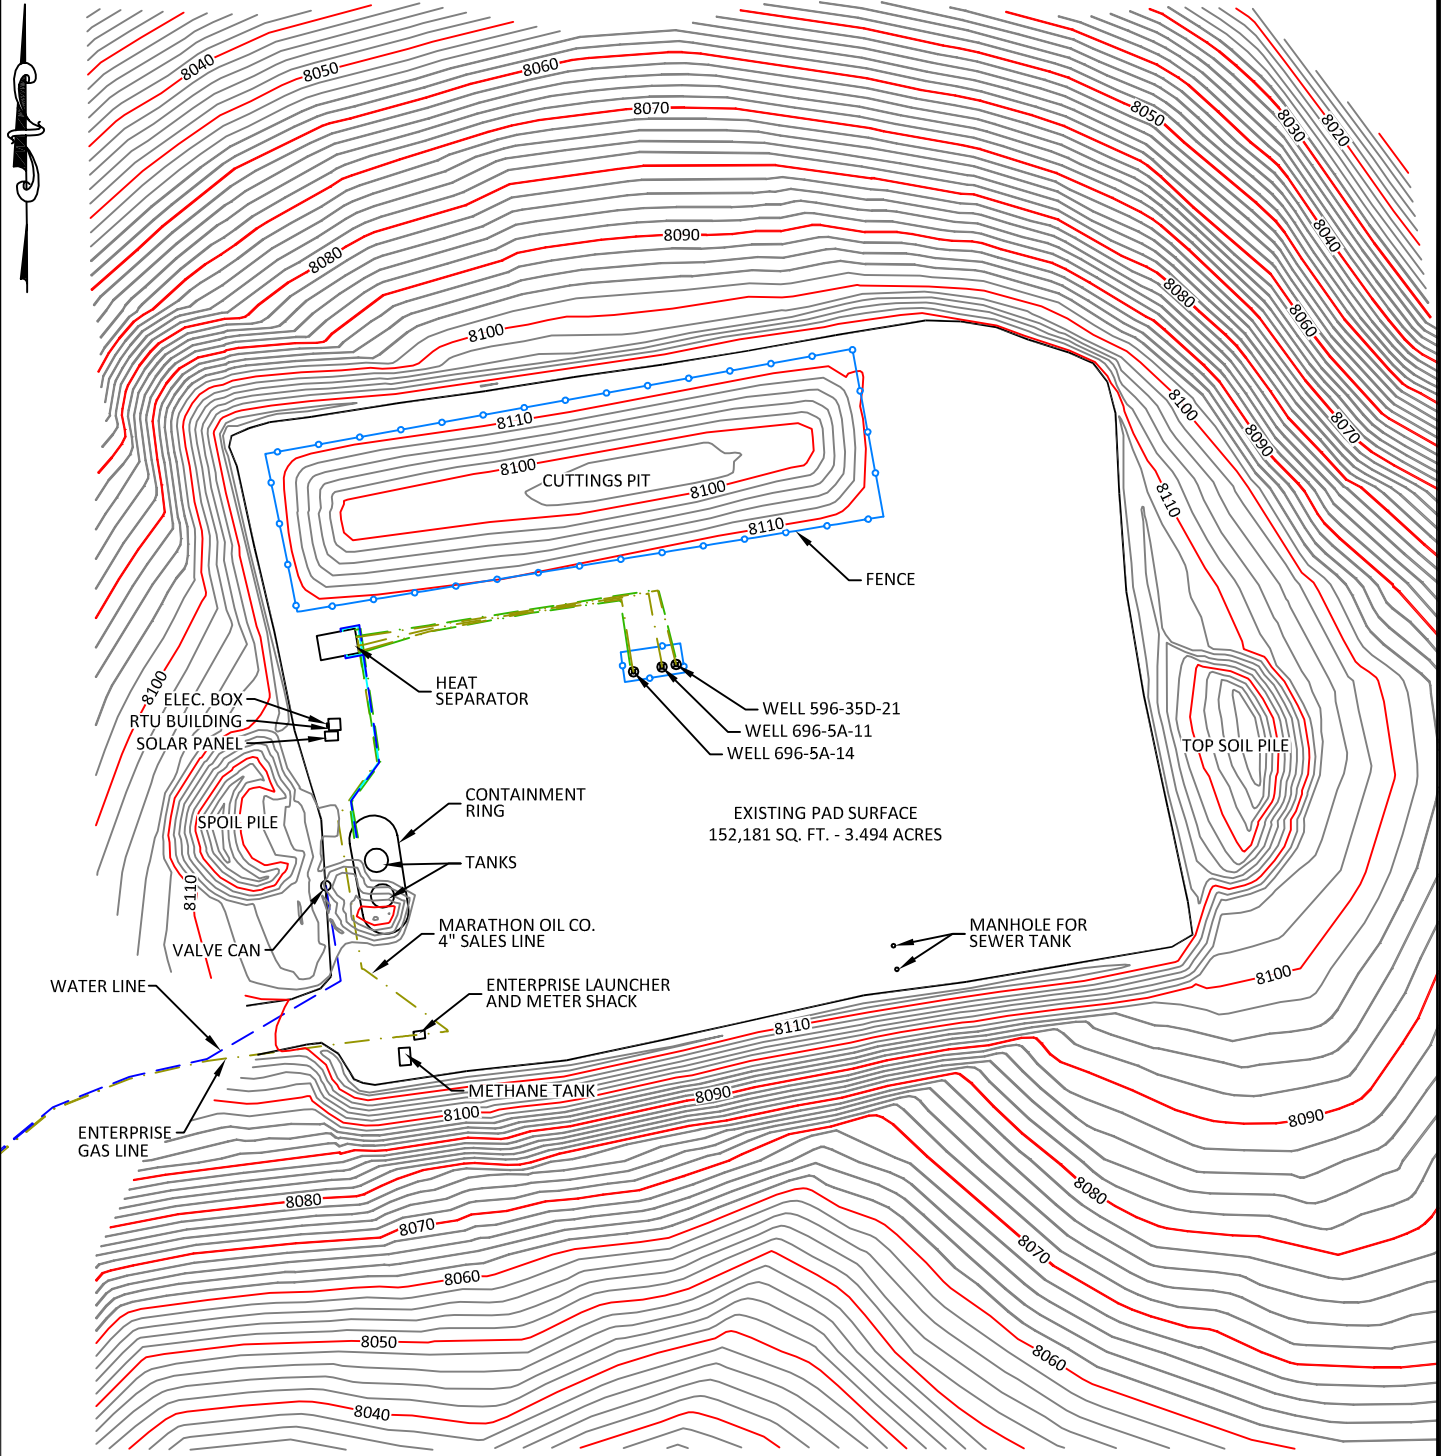 8040
8050
8060
8070
8050
8030
8020
8040
8080
8090
8080
8060
8100
8100
8070
8090
8110
8100
CUTTINGS PIT
8100
8110
8110
FENCE
8100
ELEC. BOX
RTU BUILDING
SOLAR PANEL
HEAT
SEPARATOR
WELL 596-35D-21
WELL 696-5A-11
WELL 696-5A-14
TOP SOIL PILE
CONTAINMENT
RING
SPOIL PILE
EXISTING PAD SURFACE
152,181 SQ. FT. - 3.494 ACRES
TANKS
8110
MARATHON OIL CO.
4" SALES LINE
MANHOLE FOR
SEWER TANK
VALVE CAN
WATER LINE
ENTERPRISE LAUNCHER
AND METER SHACK
8100
8110
METHANE TANK
8090
8100
8090
ENTERPRISE
GAS LINE
8080
8080
8070
8070
8060
8050
8060
8040